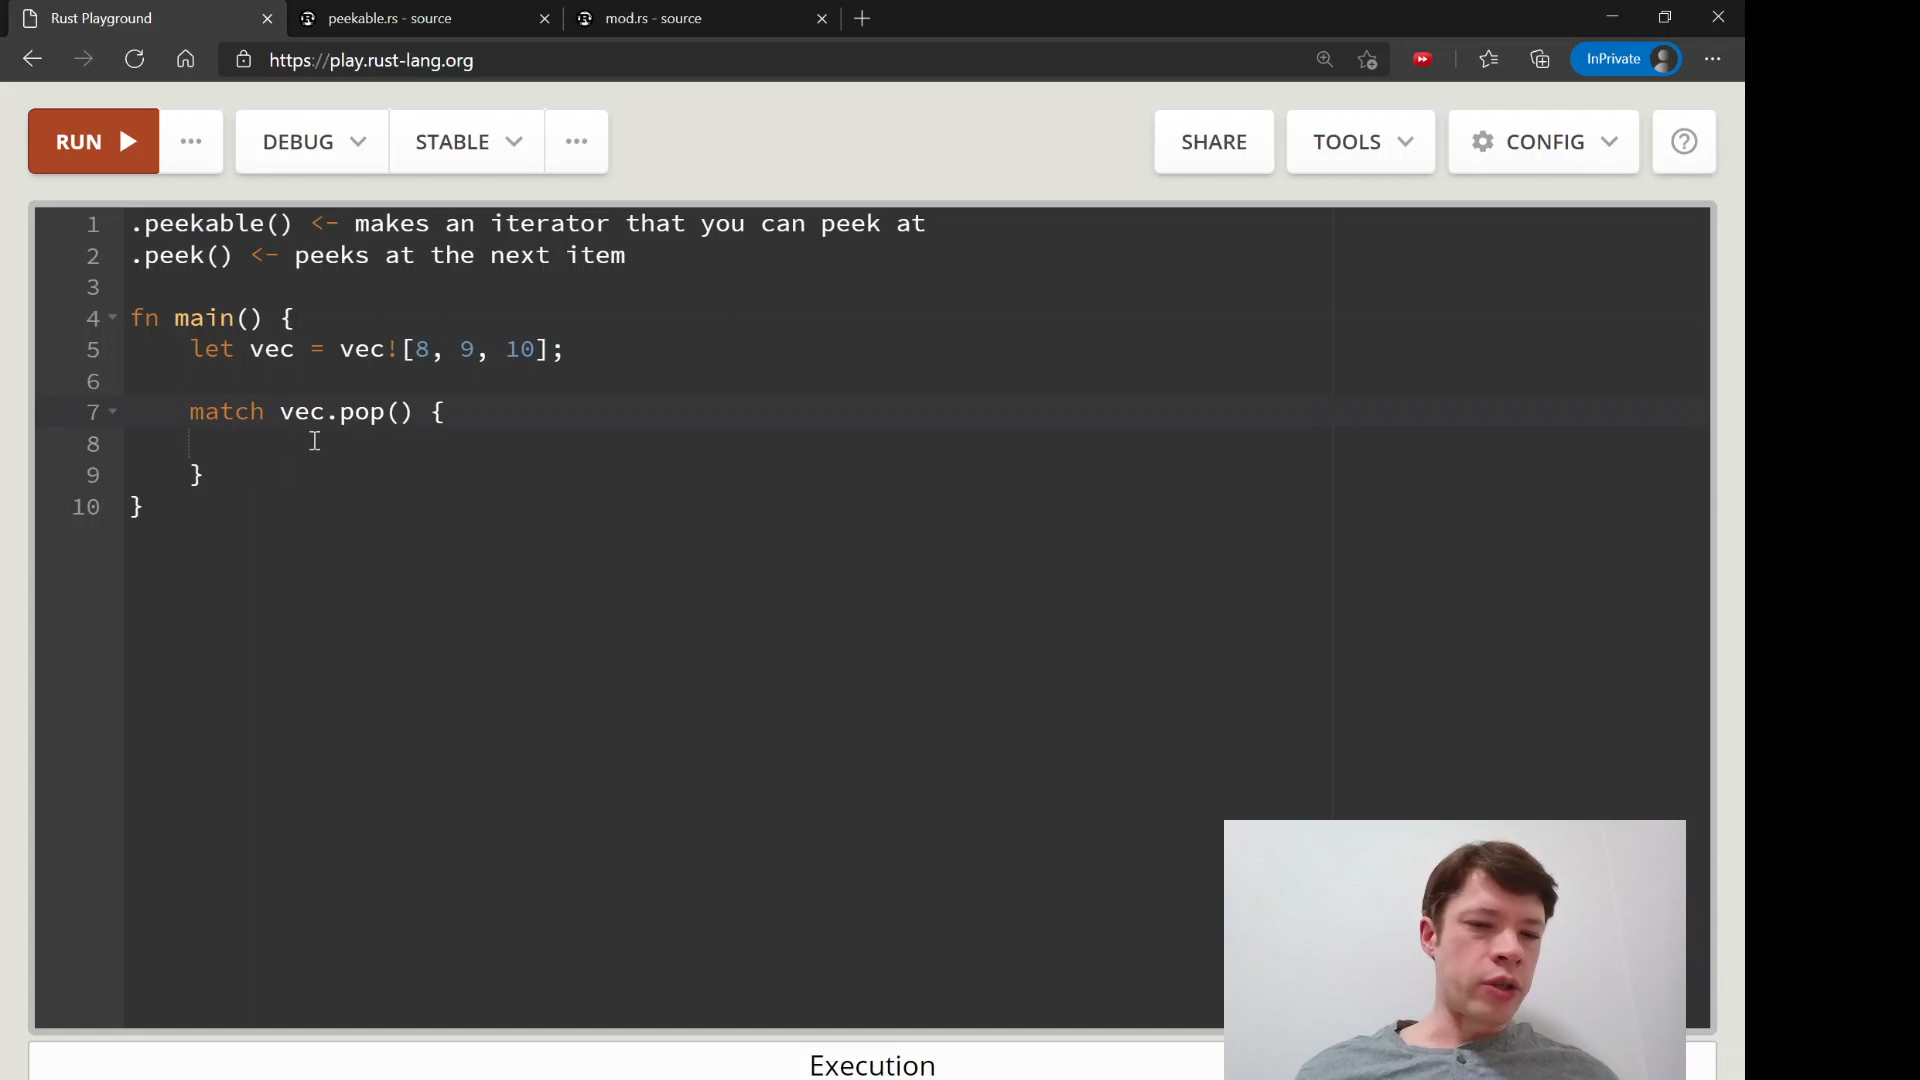 Rust Playground
peekable.rs - source
mod.rs - source
https://play.rust-lang.org
InPrivate
RUN
DEBUG
STABLE
SHARE
TOOLS
CONFIG
1 .peekable() <- makes an iterator that you can peek at
2 .peek() <- peeks at the next item
3
4 fn main() {
5 let vec = vec![8, 9, 10];
6
7 match vec.pop() {
8
9 }
10 }
Execution